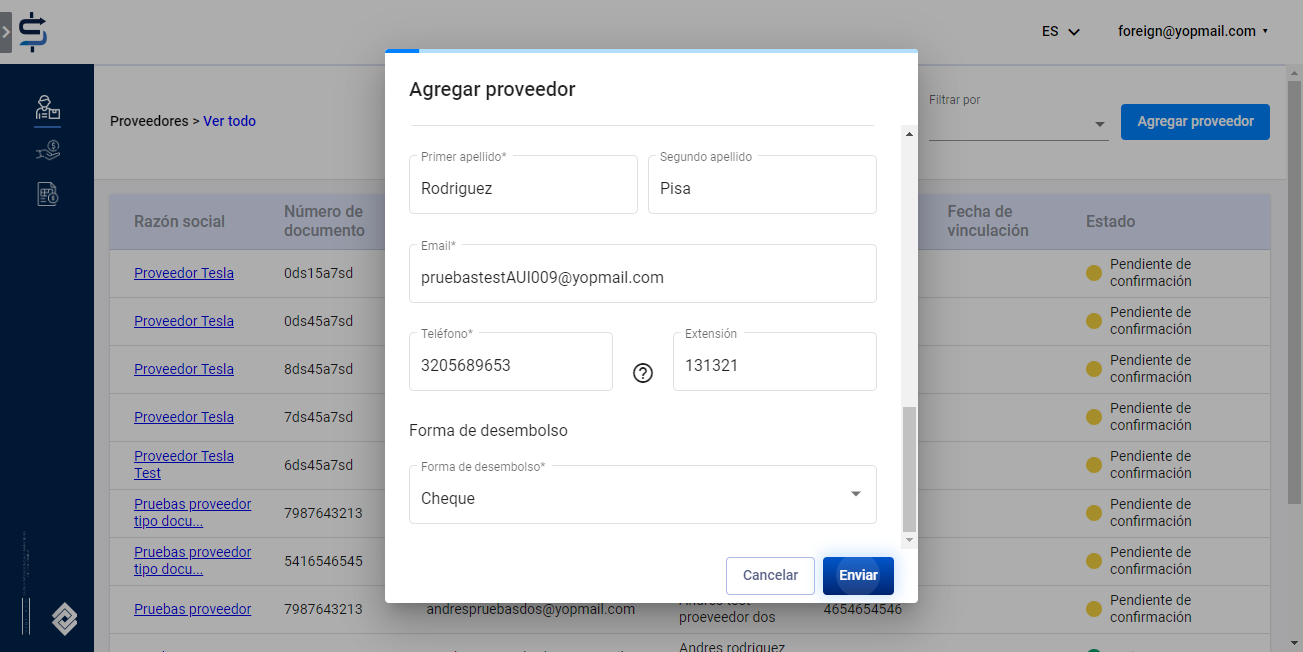 ES
foreign@yopmail.com
Proveedores > Ver todo
Filtrar por
Agregar proveedor
Razón social
Número de
documento
Fecha de
vinculación
Estado
Proveedor Tesla
0ds15a7sd
Pendiente de
confirmación
Proveedor Tesla
0ds45a7sd
Pendiente de
confirmación
Proveedor Tesla
8ds45a7sd
Pendiente de
confirmación
Proveedor Tesla
7ds45a7sd
Pendiente de
confirmación
Proveedor Tesla
Test
6ds45a7sd
Pendiente de
confirmación
Pruebas proveedor
tipo docu...
7987643213
Pendiente de
confirmación
Pruebas proveedor
tipo docu...
5416546545
Pendiente de
confirmación
Pruebas proveedor
7987643213
andrespruebasdos@yopmail.com
proeveedor dos
4654654546
Pendiente de
confirmación
Andres rodriguez
Agregar proveedor
Primer apellido*
Rodriguez
Segundo apellido
Pisa
Email*
pruebastestAUI009@yopmail.com
Teléfono*
3205689653
Extensión
131321
Forma de desembolso
Forma de desembolso*
Cheque
Cancelar
Enviar